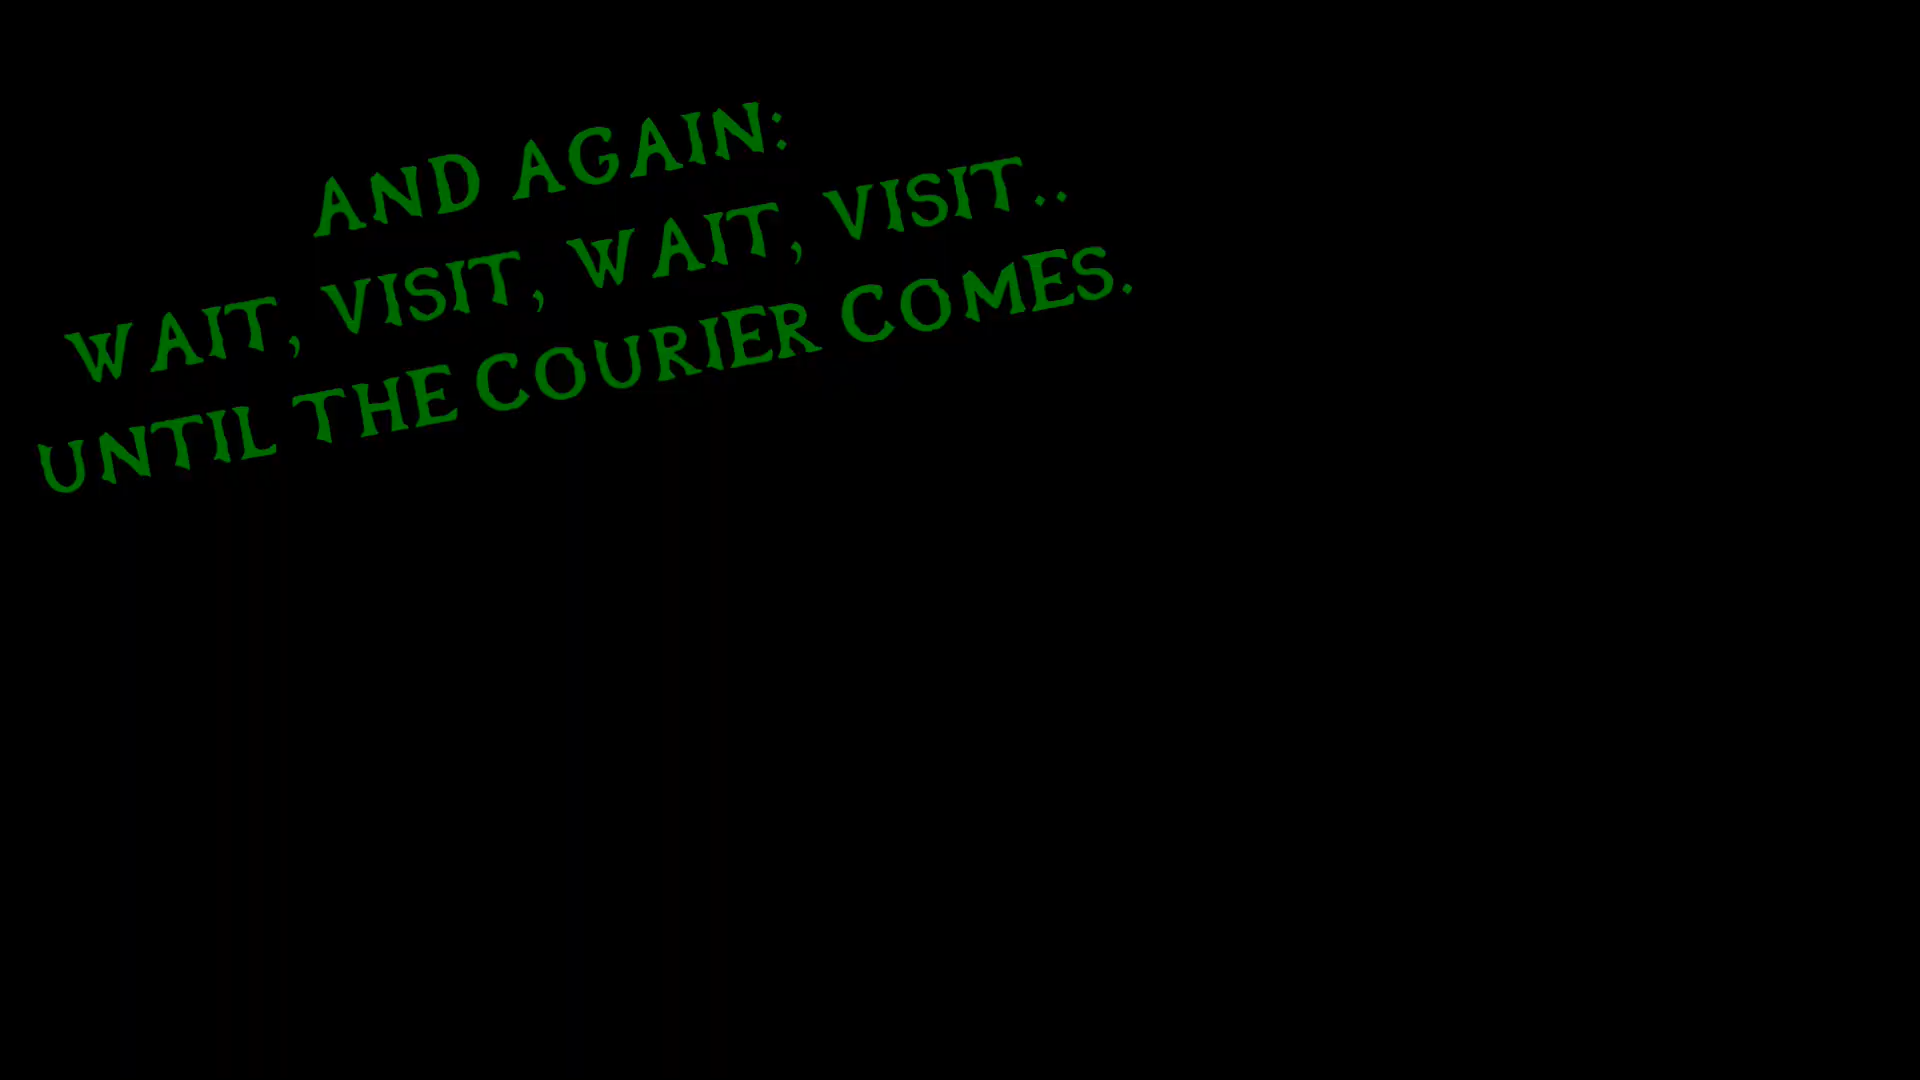 AND AGAIN:
WAIT, VISIT, WAIT, VISIT..
UNTIL THE COURIER COMES.